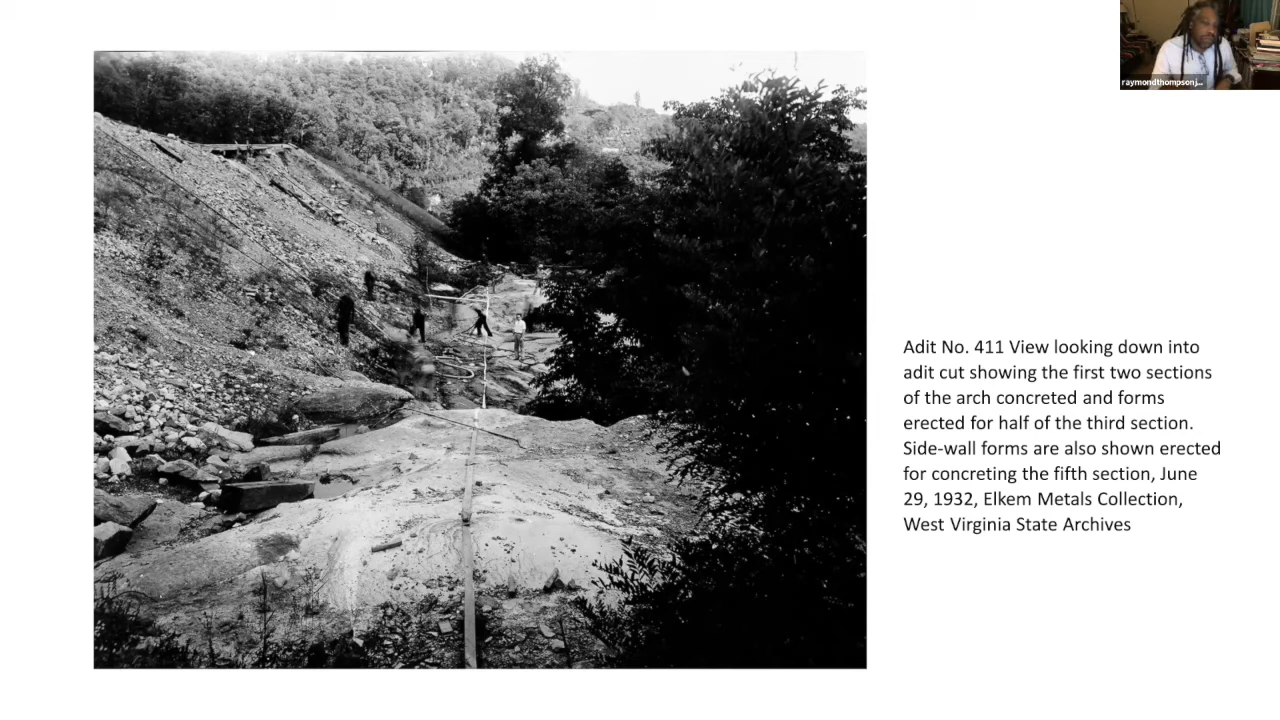 raymondthompsonj...
Adit No. 411 View looking down into
adit cut showing the first two sections
of the arch concreted and forms
erected for half of the third section.
Side-wall forms are also shown erected
for concreting the fifth section, June
29, 1932, Elkem Metals Collection,
West Virginia State Archives